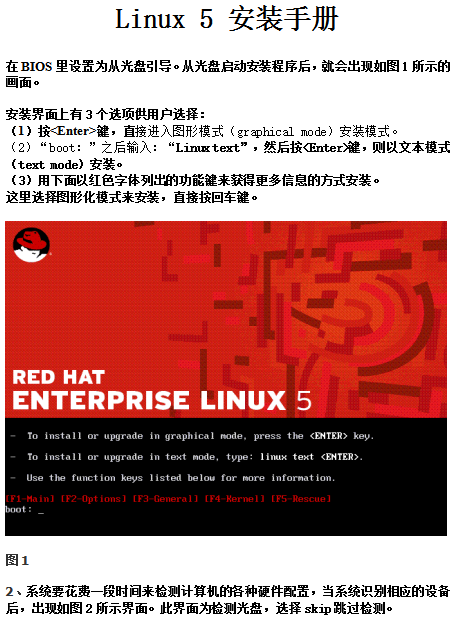 Linux 5 安装手册
在 BIOS 里设置为从光盘引导。从光盘启动安装程序后，就会出现如图 1 所示的
画面。
安装界面上有 3 个选项供用户选择：
（1）按<Enter>键，直接进入图形模式（graphical mode）安装模式。
（2）“boot：”之后输入：“Linux text”，然后按<Enter>键，则以文本模式
（text mode）安装。
（3）用下面以红色字体列出的功能键来获得更多信息的方式安装。
这里选择图形化模式来安装，直接按回车键。
RED HAT
ENTERPRISE LINUX 5
- To install or upgrade in graphical mode, press the <ENTER> key.
- To install or upgrade in text mode, type: linux text <ENTER>.
- Use the function keys listed below for more information.
[F1-Main] [F2-Options] [F3-General] [F4-Kernel] [F5-Rescue]
boot: _
图 1
2、系统要花费一段时间来检测计算机的各种硬件配置，当系统识别相应的设备
后，出现如图 2 所示界面。此界面为检测光盘，选择 skip 跳过检测。